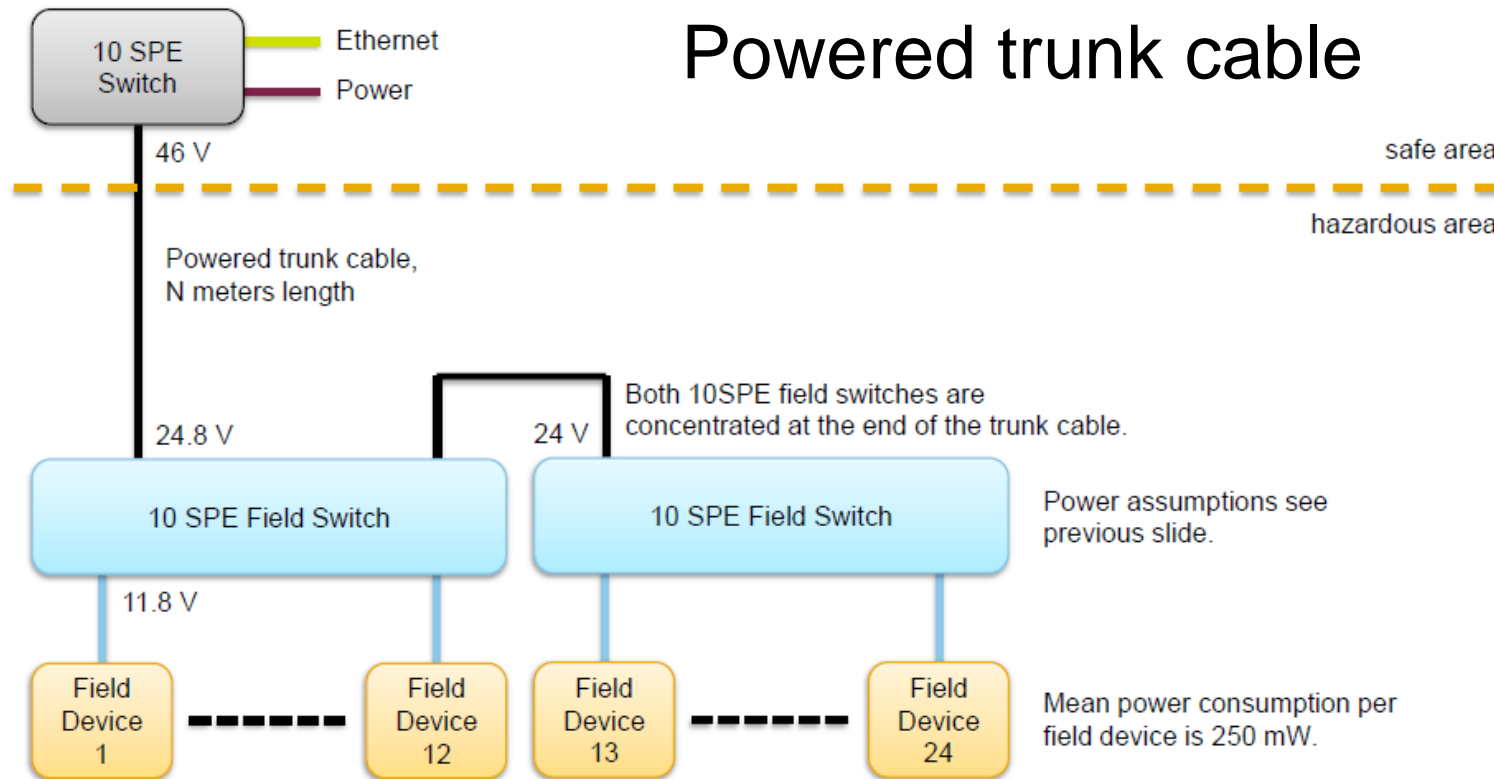 Powered trunk cable
10 SPE
Switch
Ethernet
Power
46 V
safe area
hazardous area
Powered trunk cable,
N meters length
Both 10SPE field switches are
concentrated at the end of the trunk cable.
24.8 V
24 V
10 SPE Field Switch
10 SPE Field Switch
Power assumptions see
previous slide.
11.8 V
Field
Device
1
Field
Device
12
Field
Device
13
Field
Device
24
Mean power consumption per
field device is 250 mW.